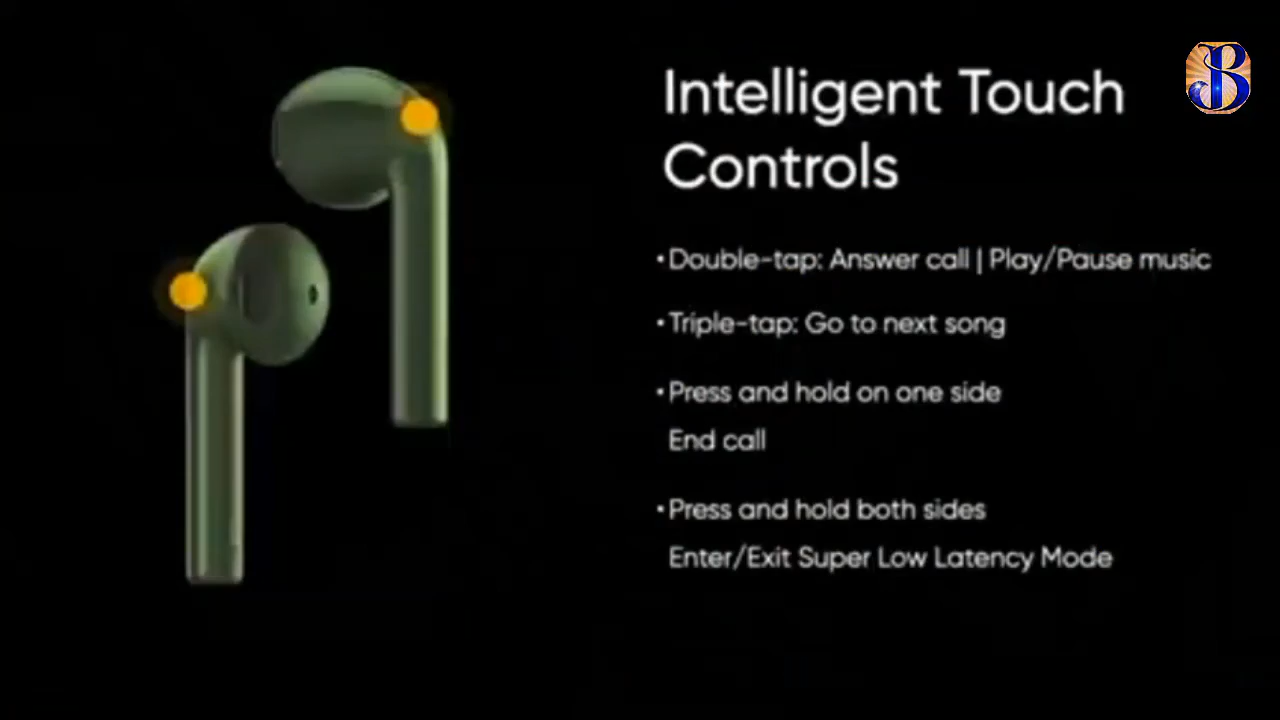 Intelligent Touch
Controls
• Double-tap: Answer call | Play/Pause music
• Triple-tap: Go to next song
• Press and hold on one side
End call
• Press and hold both sides
Enter/Exit Super Low Latency Mode
B